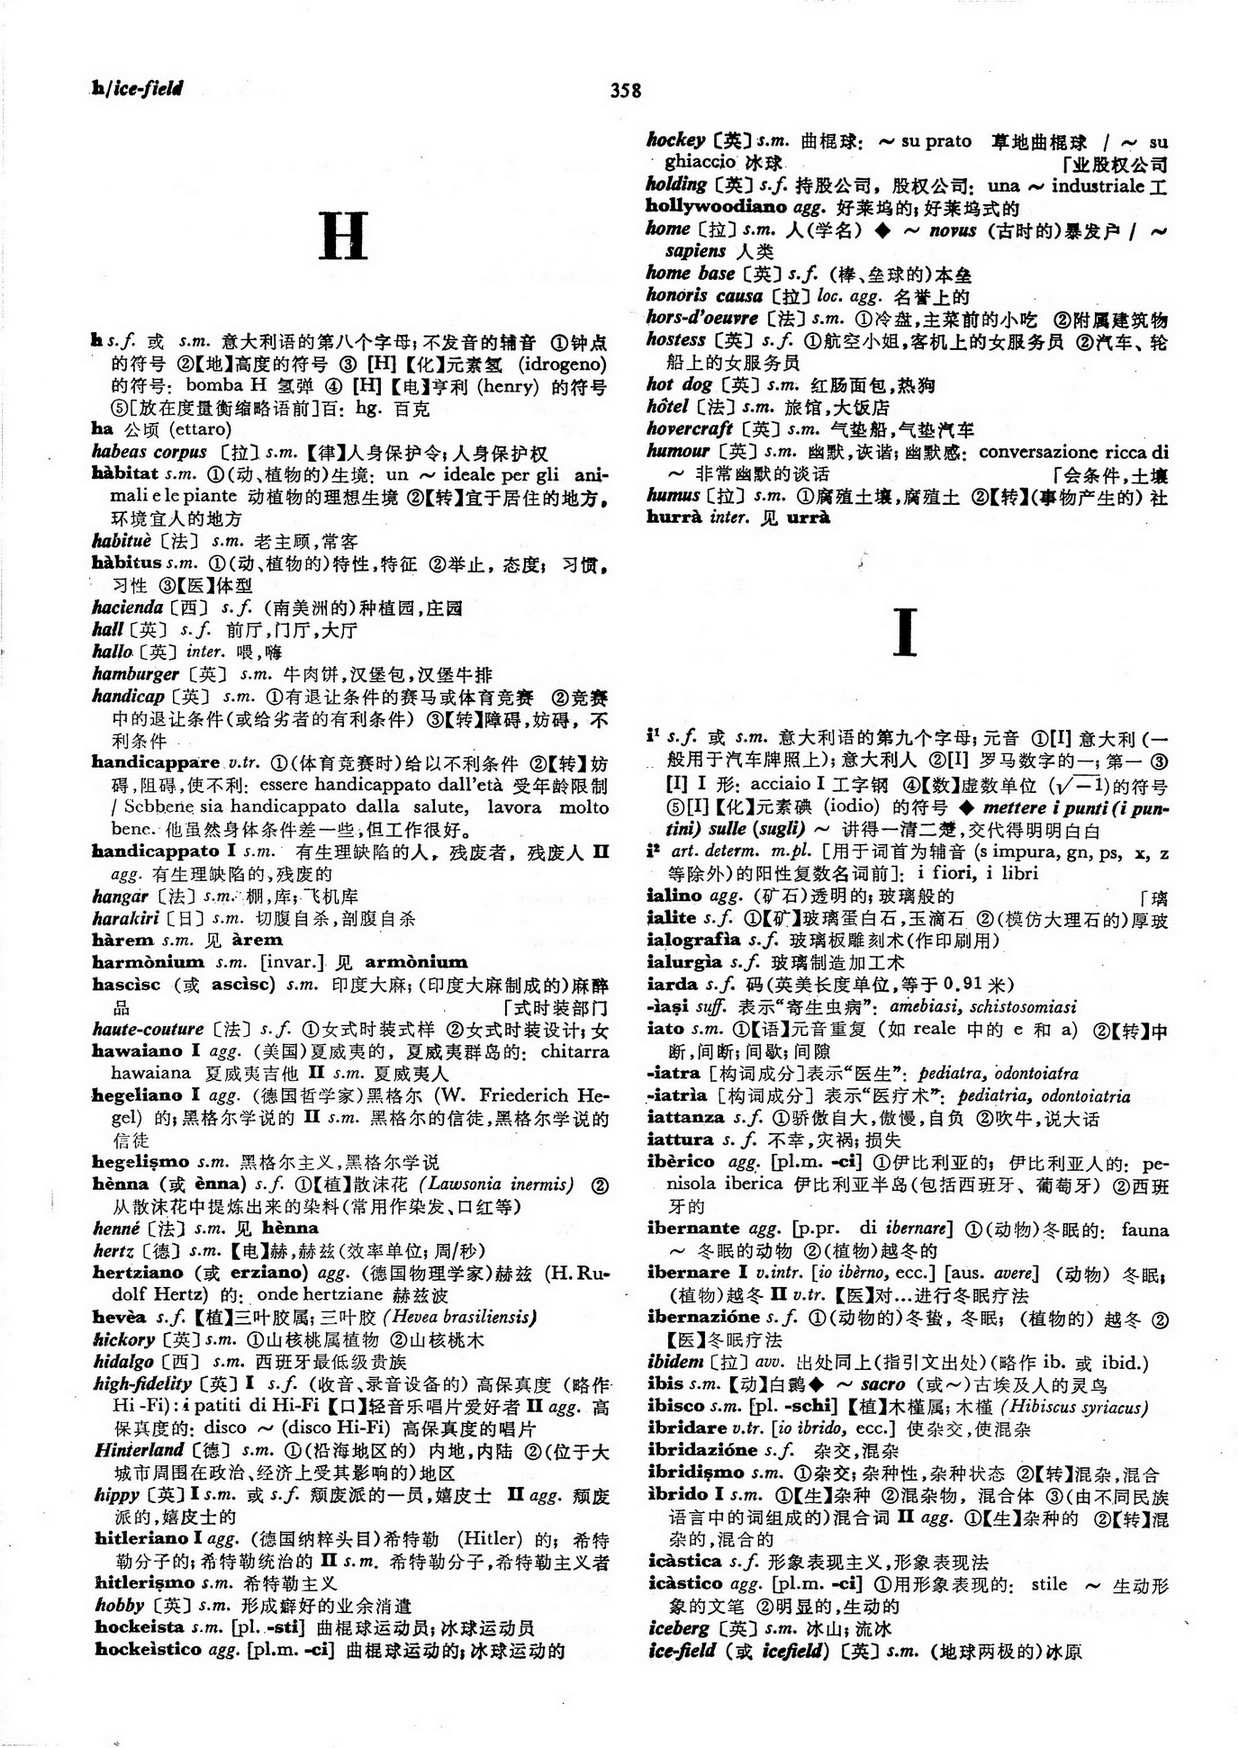 h/ice-field
358
H
h s.f. 或 s.m. 意大利语的第八个字母; 不发音的辅音 ①钟点
的符号 ②【地】高度的符号 ③ [H]【化】元素氢 (idrogeno)
的符号: bomba H 氢弹 ④ [H]【电】亨利 (henry) 的符号
⑤[放在度量衡缩略语前]百: hg. 百克
ha 公顷 (ettaro)
habeas corpus 〔拉〕s.m.【律】人身保护令; 人身保护权
hàbitat s.m. ①(动、植物的)生境: un ～ ideale per gli ani-
mali e le piante 动植物的理想生境 ②【转】宜于居住的地方,
环境宜人的地方
habituè〔法〕 s.m. 老主顾,常客
hàbitus s.m. ①(动、植物的)特性,特征 ②举止, 态度; 习惯,
习性 ③【医】体型
hacienda〔西〕 s.f. (南美洲的)种植园,庄园
hall〔英〕 s.f. 前厅,门厅,大厅
hallo〔英〕inter. 喂,嗨
hamburger〔英〕 s.m. 牛肉饼,汉堡包,汉堡牛排
handicap〔英〕 s.m. ①有退让条件的赛马或体育竞赛 ②竞赛
中的退让条件(或给劣者的有利条件) ③【转】障碍,妨碍, 不
利条件
handicappare v.tr. ①(体育竞赛时)给以不利条件 ②【转】妨
碍,阻碍,使不利: essere handicappato dall'età 受年龄限制
/ Sebbene sia handicappato dalla salute, lavora molto
bene. 他虽然身体条件差一些,但工作很好。
handicappato I s.m. 有生理缺陷的人, 残废者, 残废人 II
agg. 有生理缺陷的,残废的
hangar〔法〕s.m. 棚,库; 飞机库
harakiri〔日〕s.m. 切腹自杀,剖腹自杀
hàrem s.m. 见 àrem
harmònium s.m. [invar.] 见 armònium
hascìsc (或 ascìsc) s.m. 印度大麻; (印度大麻制成的)麻醉
品 「式时装部门
haute-couture〔法〕s.f. ①女式时装式样 ②女式时装设计; 女
hawaiano I agg. (美国)夏威夷的, 夏威夷群岛的: chitarra
hawaiana 夏威夷吉他 II s.m. 夏威夷人
hegeliano I agg. (德国哲学家)黑格尔 (W. Friederich He-
gel) 的; 黑格尔学说的 II s.m. 黑格尔的信徒,黑格尔学说的
信徒
hegelişmo s.m. 黑格尔主义,黑格尔学说
hènna (或 ènna) s.f. ①【植】散沫花 (Lawsonia inermis) ②
从散沫花中提炼出来的染料(常用作染发、口红等)
henné〔法〕s.m. 见 hènna
hertz〔德〕s.m.【电】赫,赫兹(效率单位; 周/秒)
hertziano (或 erziano) agg. (德国物理学家)赫兹 (H. Ru-
dolf Hertz) 的: onde hertziane 赫兹波
hevèa s.f.【植】三叶胶属; 三叶胶 (Hevea brasiliensis)
hickory〔英〕s.m. ①山核桃属植物 ②山核桃木
hidalgo〔西〕 s.m. 西班牙最低级贵族
high-fidelity〔英〕I s.f. (收音、录音设备的) 高保真度 (略作
Hi-Fi): i patiti di Hi-Fi【口】轻音乐唱片爱好者 II agg. 高
保真度的: disco ～ (disco Hi-Fi) 高保真度的唱片
Hinterland〔德〕 s.m. ①(沿海地区的) 内地,内陆 ②(位于大
城市周围在政治、经济上受其影响的)地区
hippy〔英〕I s.m. 或 s.f. 颓废派的一员,嬉皮士 II agg. 颓废
派的,嬉皮士的
hitleriano I agg. (德国纳粹头目)希特勒 (Hitler) 的; 希特
勒分子的; 希特勒统治的 II s.m. 希特勒分子,希特勒主义者
hitlerişmo s.m. 希特勒主义
hobby〔英〕s.m. 形成癖好的业余消遣
hockeista s.m. [pl. -sti] 曲棍球运动员; 冰球运动员
hockeìstico agg. [pl.m. -ci] 曲棍球运动的; 冰球运动的
hockey〔英〕s.m. 曲棍球: ～ su prato 草地曲棍球 / ～ su
ghiaccio 冰球 「业股权公司
holding〔英〕s.f. 持股公司, 股权公司: una ～ industriale 工
hollywoodiano agg. 好莱坞的; 好莱坞式的
home〔拉〕s.m. 人(学名) ◆ ～ novus (古时的)暴发户 / ～
sapiens 人类
home base〔英〕s.f. (棒、垒球的)本垒
honoris causa〔拉〕loc. agg. 名誉上的
hors-d'oeuvre〔法〕s.m. ①冷盘,主菜前的小吃 ②附属建筑物
hostess〔英〕s.f. ①航空小姐,客机上的女服务员 ②汽车、轮
船上的女服务员
hot dog〔英〕s.m. 红肠面包,热狗
hôtel〔法〕s.m. 旅馆,大饭店
hovercraft〔英〕s.m. 气垫船,气垫汽车
humour〔英〕s.m. 幽默,诙谐; 幽默感: conversazione ricca di
～ 非常幽默的谈话 「会条件,土壤
humus〔拉〕s.m. ①腐殖土壤,腐殖土 ②【转】(事物产生的) 社
hurrà inter. 见 urrà
I
i¹ s.f. 或 s.m. 意大利语的第九个字母; 元音 ①[I] 意大利 (一
般用于汽车牌照上); 意大利人 ②[I] 罗马数字的一; 第一 ③
[I] I 形: acciaio I 工字钢 ④【数】虚数单位 (√−1)的符号
⑤[I]【化】元素碘 (iodio) 的符号 ◆ mettere i punti (i pun-
tini) sulle (sugli) ～ 讲得一清二楚,交代得明明白白
i² art. determ. m.pl. [用于词首为辅音 (s impura, gn, ps, x, z
等除外)的阳性复数名词前]: i fiori, i libri
ialino agg. (矿石)透明的; 玻璃般的 「璃
ialite s.f. ①【矿】玻璃蛋白石,玉滴石 ②(模仿大理石的)厚玻
ialografìa s.f. 玻璃板雕刻术(作印刷用)
ialurgìa s.f. 玻璃制造加工术
iarda s.f. 码(英美长度单位,等于 0.91 米)
-ìaşi suff. 表示“寄生虫病”: amebiasi, schistosomiasi
iato s.m. ①【语】元音重复 (如 reale 中的 e 和 a) ②【转】中
断,间断; 间歇; 间隙
-iatra [构词成分]表示“医生”: pediatra, odontoiatra
-iatrìa [构词成分] 表示“医疗术”: pediatria, odontoiatria
iattanza s.f. ①骄傲自大,傲慢,自负 ②吹牛,说大话
iattura s.f. 不幸,灾祸; 损失
ibèrico agg. [pl.m. -ci] ①伊比利亚的; 伊比利亚人的: pe-
nisola iberica 伊比利亚半岛(包括西班牙、葡萄牙) ②西班
牙的
ibernante agg. [p.pr. di ibernare] ①(动物)冬眠的: fauna
～ 冬眠的动物 ②(植物)越冬的
ibernare I v.intr. [io ibèrno, ecc.] [aus. avere] (动物) 冬眠;
(植物)越冬 II v.tr.【医】对...进行冬眠疗法
ibernazióne s.f. ①(动物的)冬蛰, 冬眠; (植物的) 越冬 ②
【医】冬眠疗法
ibidem〔拉〕avv. 出处同上(指引文出处)(略作 ib. 或 ibid.)
ibis s.m.【动】白鹮◆ ～ sacro (或～)古埃及人的灵鸟
ibisco s.m. [pl. -schi]【植】木槿属; 木槿 (Hibiscus syriacus)
ibridare v.tr. [io ibrido, ecc.] 使杂交,使混杂
ibridazióne s.f. 杂交,混杂
ibridişmo s.m. ①杂交; 杂种性,杂种状态 ②【转】混杂,混合
ìbrido I s.m. ①【生】杂种 ②混杂物, 混合体 ③(由不同民族
语言中的词组成的)混合词 II agg. ①【生】杂种的 ②【转】混
杂的,混合的
icàstica s.f. 形象表现主义,形象表现法
icàstico agg. [pl.m. -ci] ①用形象表现的: stile ～ 生动形
象的文笔 ②明显的,生动的
iceberg〔英〕s.m. 冰山; 流冰
ice-field (或 icefield)〔英〕s.m. (地球两极的)冰原